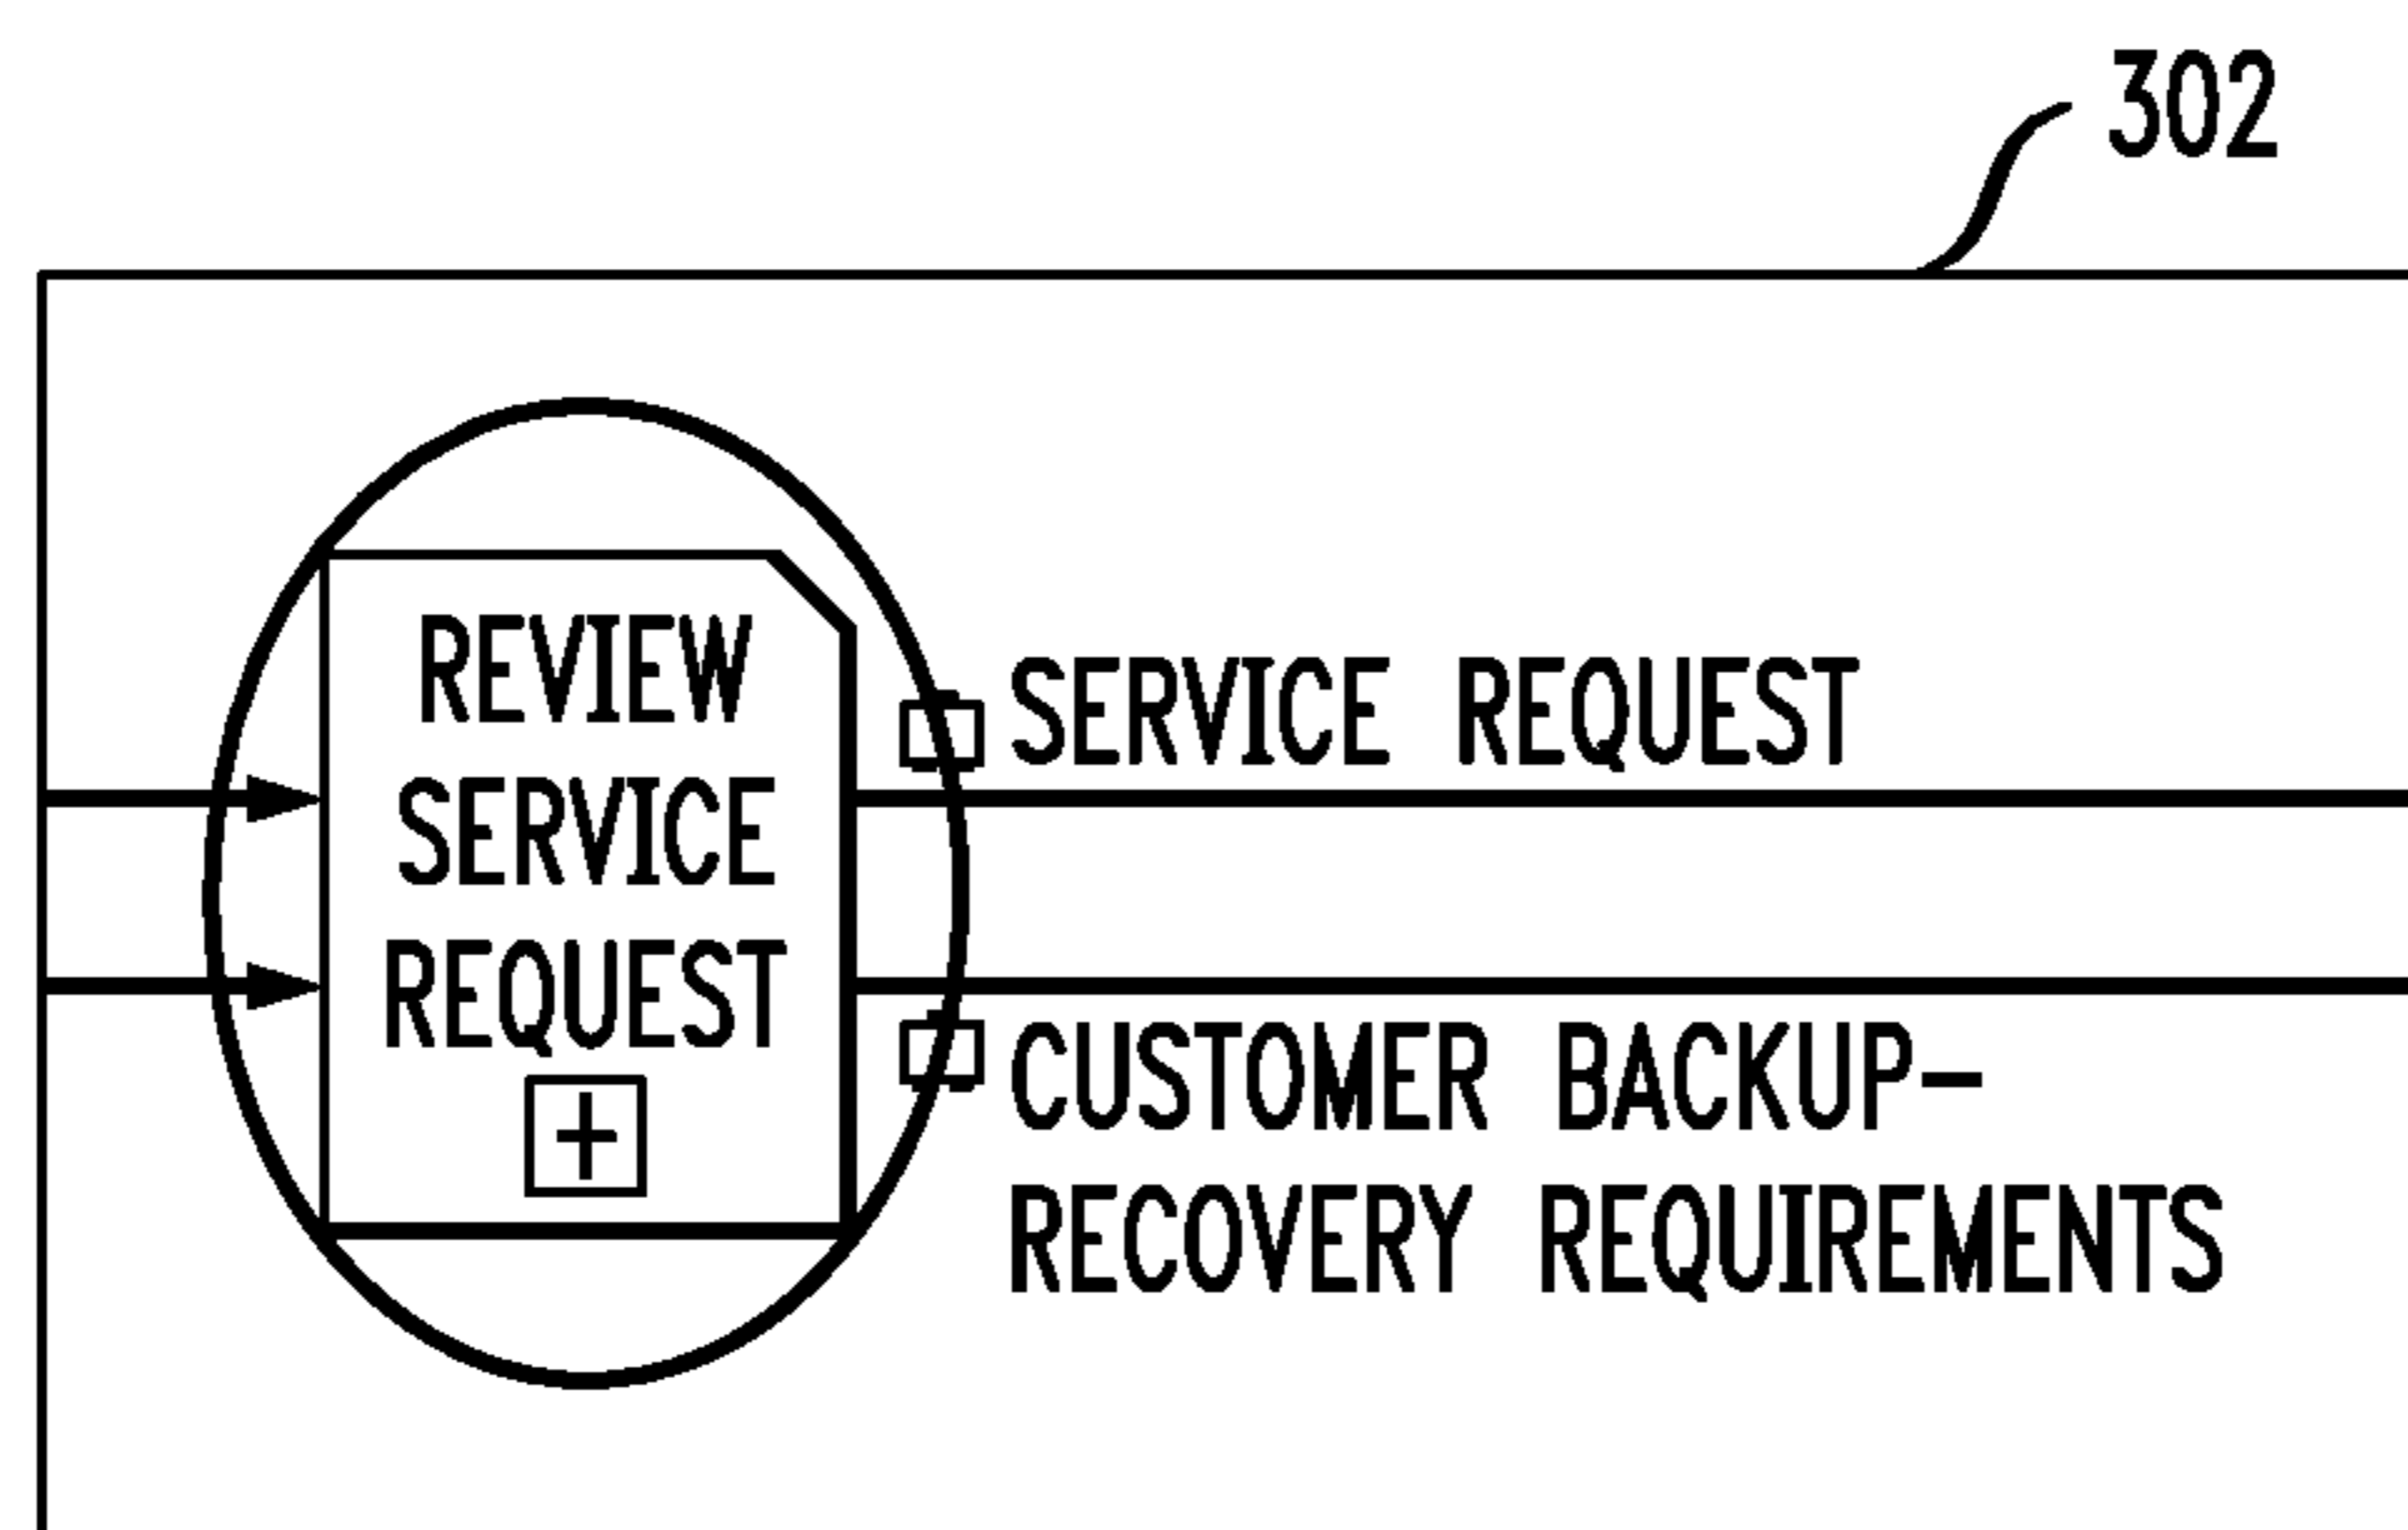 302
REVIEW
SERVICE
REQUEST
+
SERVICE REQUEST
CUSTOMER BACKUP-
RECOVERY REQUIREMENTS